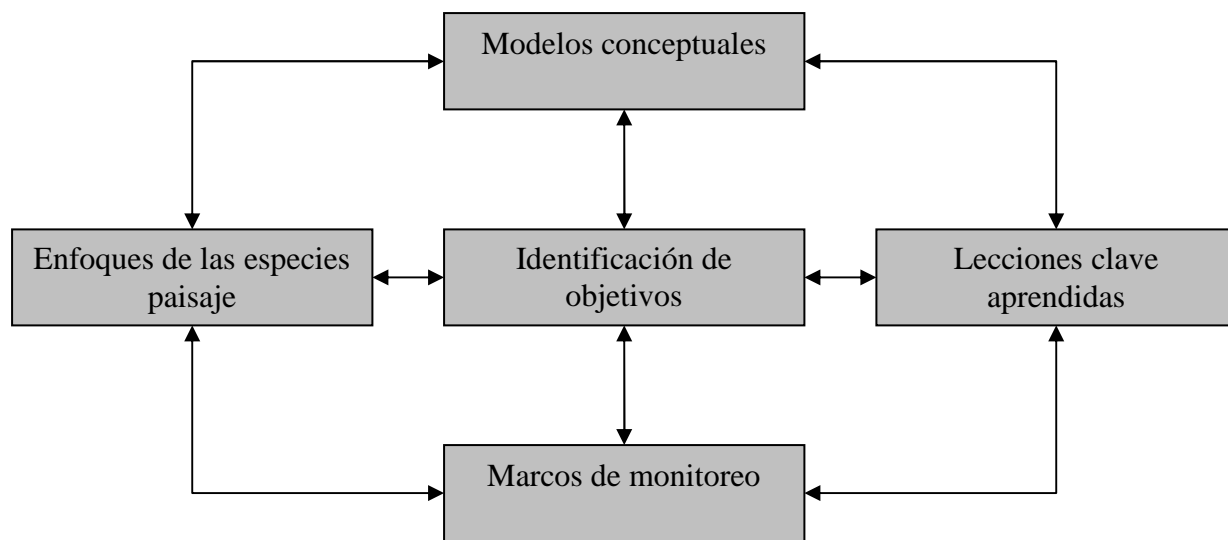 Modelos conceptuales
Enfoques de las especies
paisaje
Identificación de
objetivos
Lecciones clave
aprendidas
Marcos de monitoreo